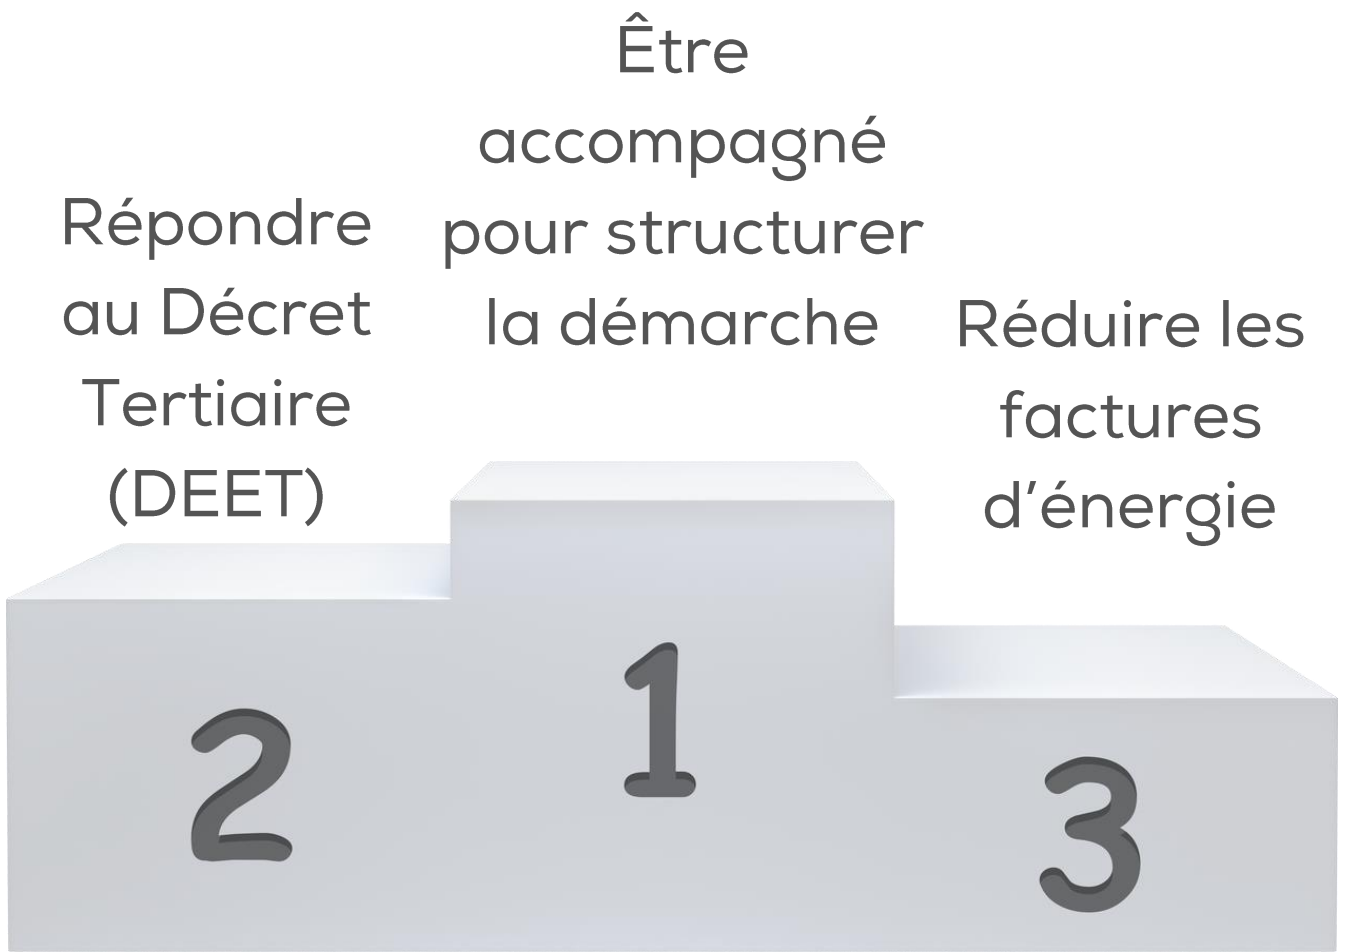 Être
accompagné
pour structurer
la démarche
Répondre
au Décret
Tertiaire
(DEET)
Réduire les
factures
d’énergie
2
1
3